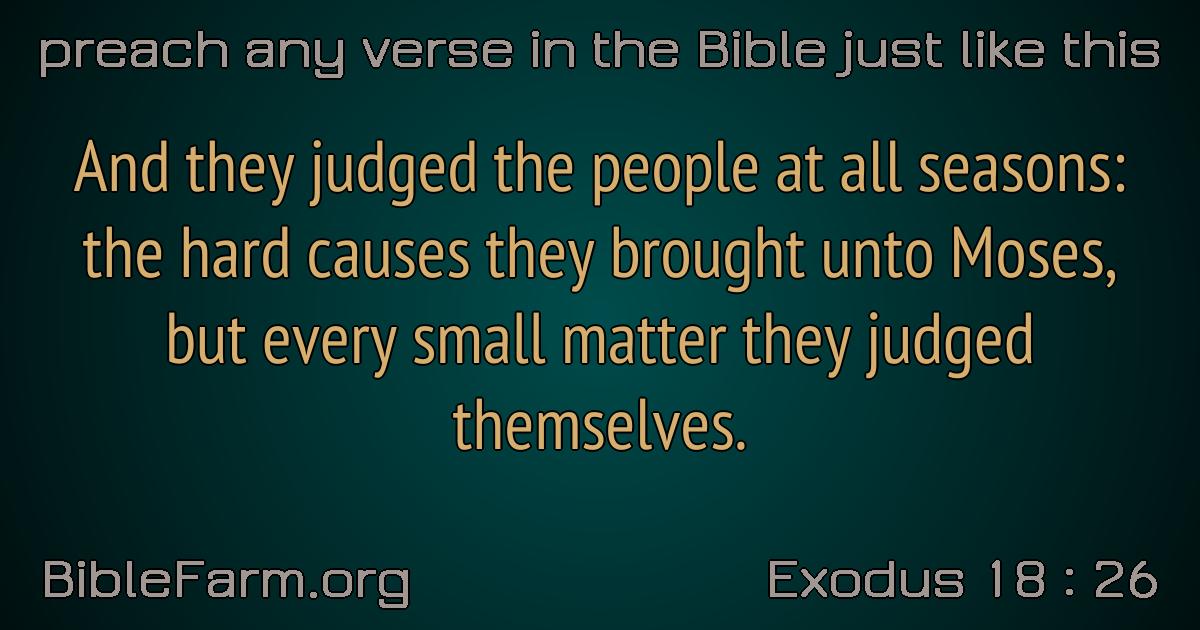 preach any verse in the Bible just like this
And they judged the people at all seasons:
the hard causes they brought unto Moses,
but every small matter they judged
themselves.
BibleFarm.org
Exodus 18 : 26